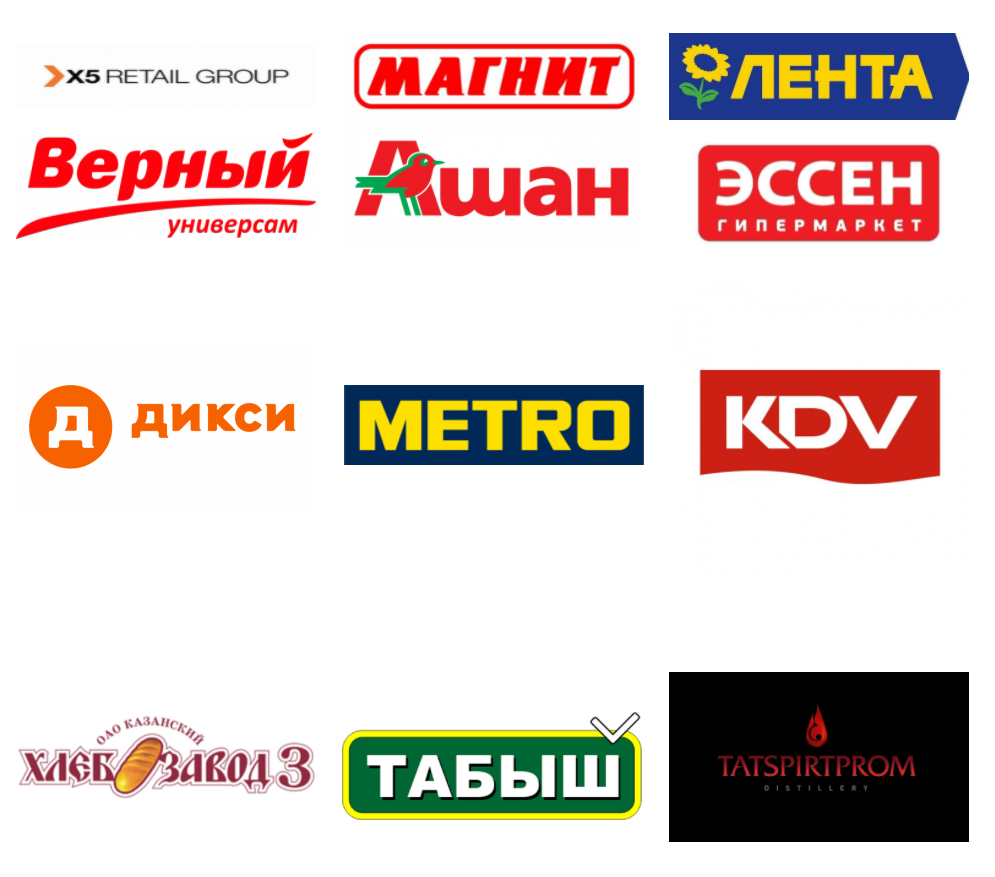 X5 RETAIL GROUP
МАГНИТ
ЛЕНТА
Верный
универсам
Ашан
ЭССЕН
ГИПЕРМАРКЕТ
Д ДИКСИ
METRO
KDV
ОАО КАЗАНСКИЙ
ХЛЕБОЗАВОД 3
ТАБЫШ
TATSPIRTPROM
DISTILLERY